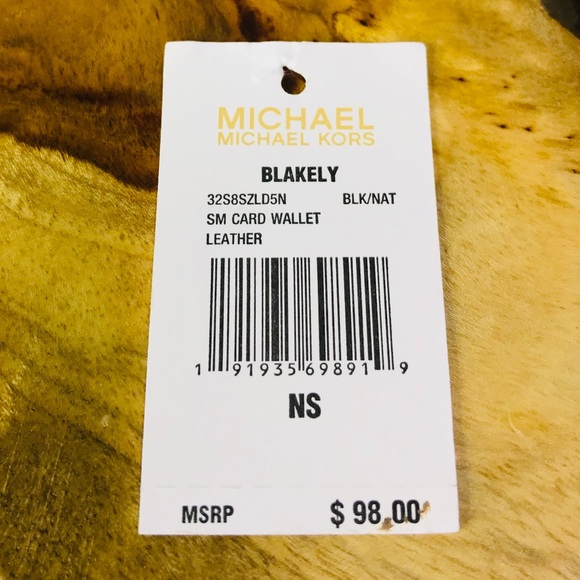 MICHAEL
MICHAEL KORS
BLAKELY
32S8SZLD5N BLK/NAT
SM CARD WALLET
LEATHER
1 91935 69891 9
NS
MSRP $ 98.00